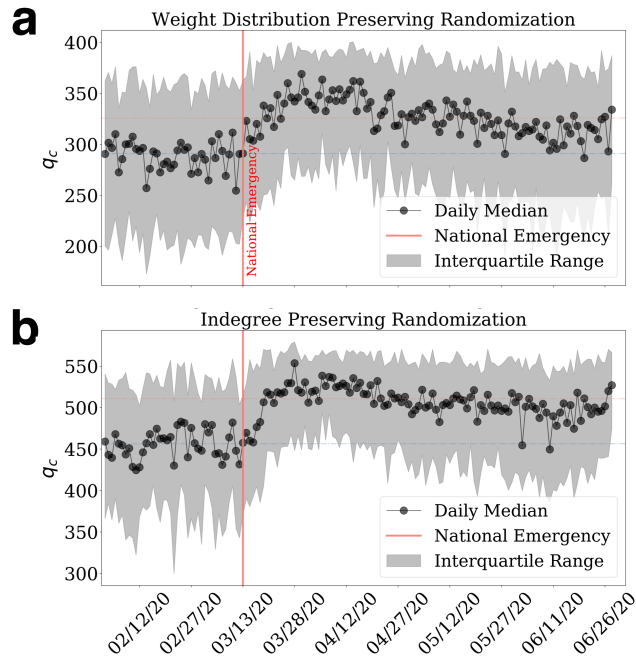 a
Weight Distribution Preserving Randomization
400
350
300
250
200
q_c
National Emergency
Daily Median
National Emergency
Interquartile Range
b
Indegree Preserving Randomization
550
500
450
400
350
300
q_c
Daily Median
National Emergency
Interquartile Range
02/12/20
02/27/20
03/13/20
03/28/20
04/12/20
04/27/20
05/12/20
05/27/20
06/11/20
06/26/20